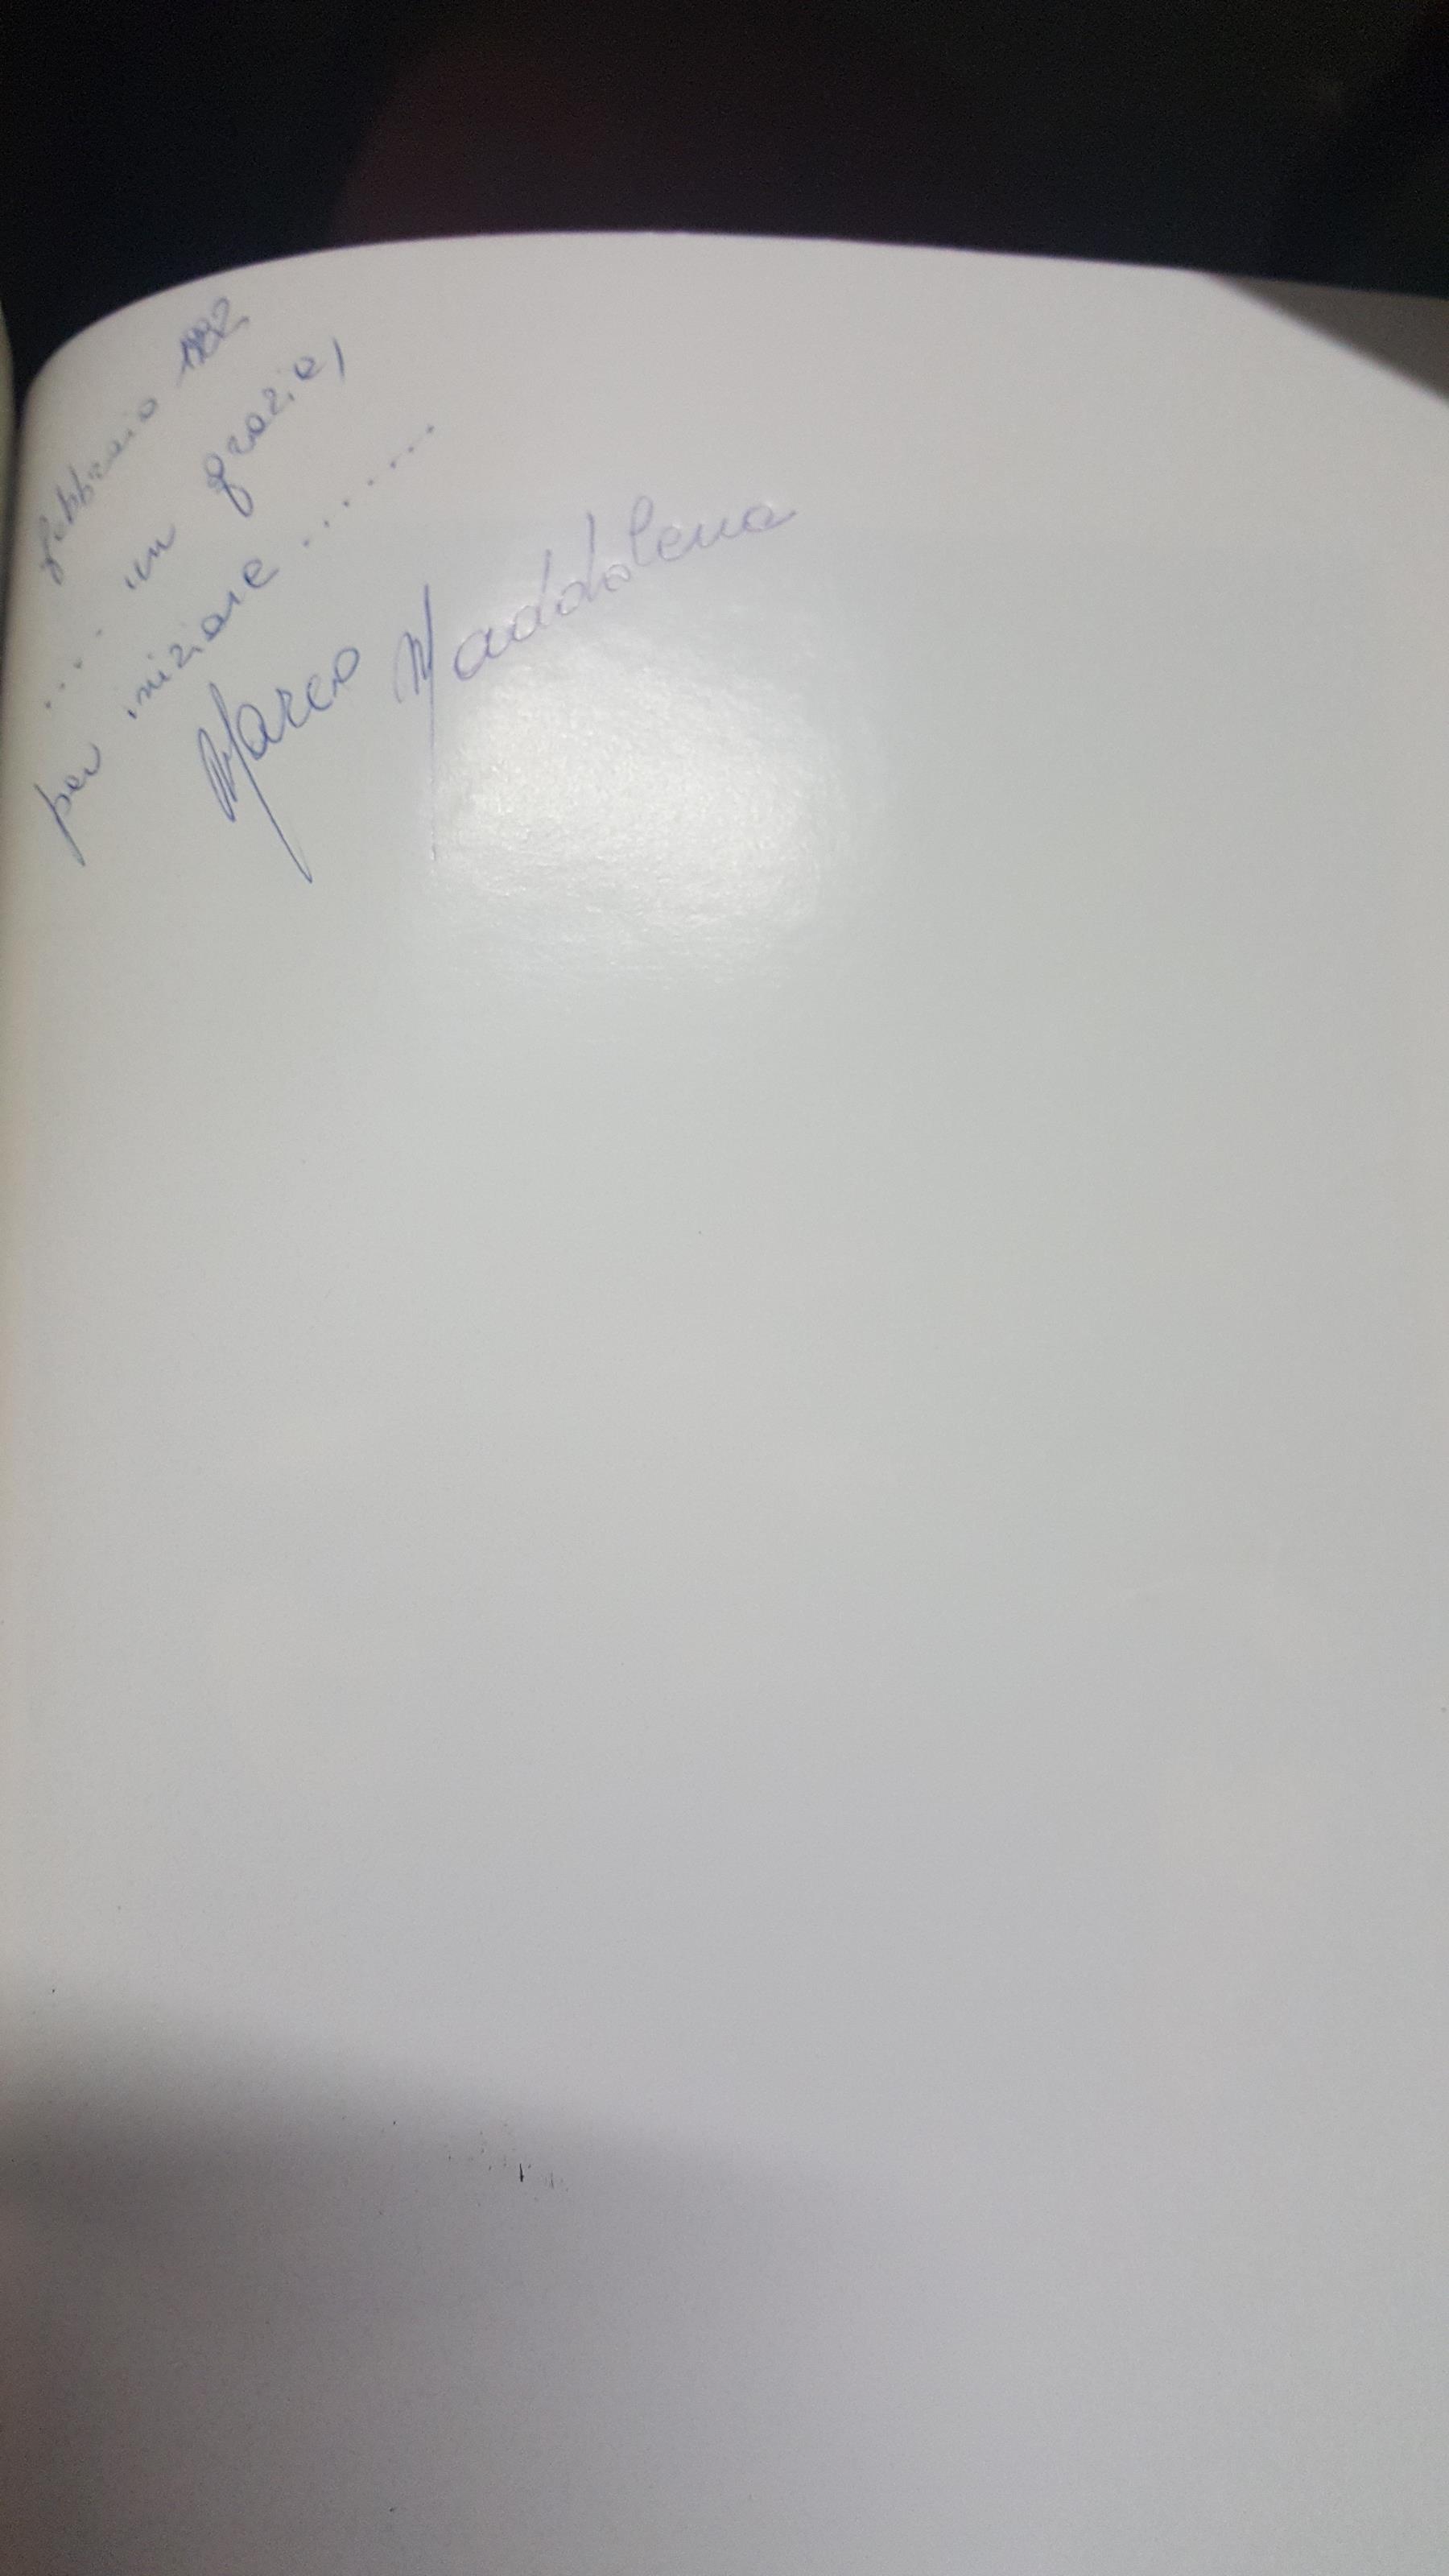 febbraio 1982
.... un grazie,
per iniziare .......
Marco Maddalena